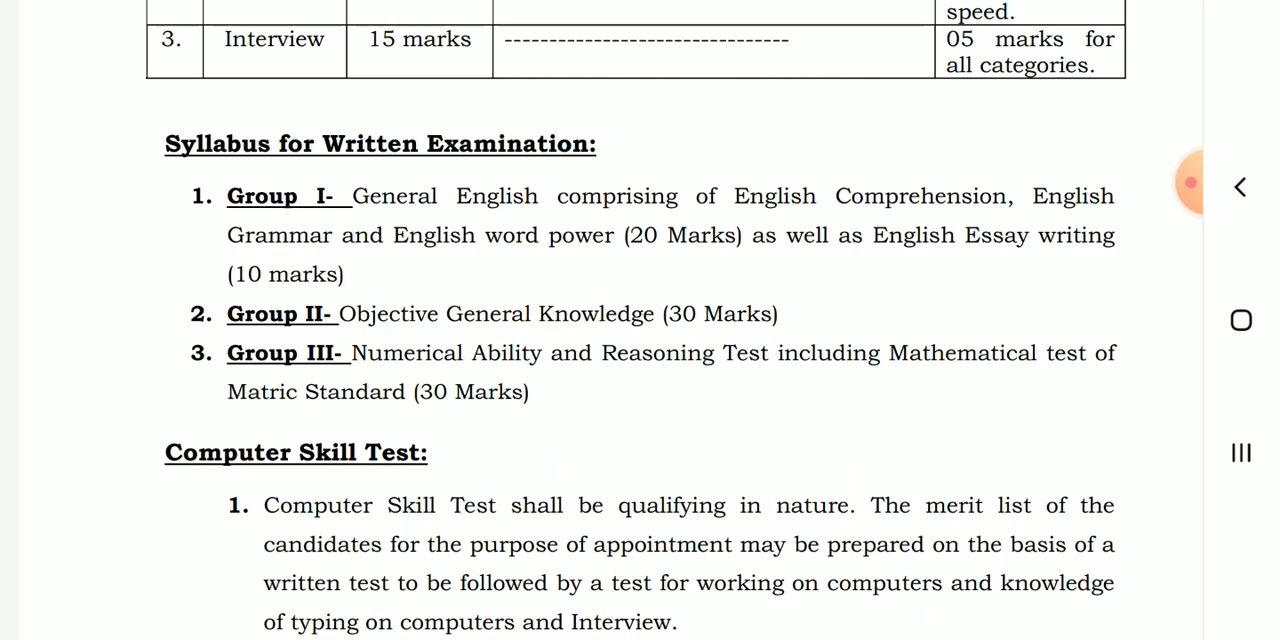 speed.
3. Interview 15 marks -------------------------------- 05 marks for
all categories.
Syllabus for Written Examination:
1. Group I- General English comprising of English Comprehension, English
Grammar and English word power (20 Marks) as well as English Essay writing
(10 marks)
2. Group II- Objective General Knowledge (30 Marks)
3. Group III- Numerical Ability and Reasoning Test including Mathematical test of
Matric Standard (30 Marks)
Computer Skill Test:
1. Computer Skill Test shall be qualifying in nature. The merit list of the
candidates for the purpose of appointment may be prepared on the basis of a
written test to be followed by a test for working on computers and knowledge
of typing on computers and Interview.